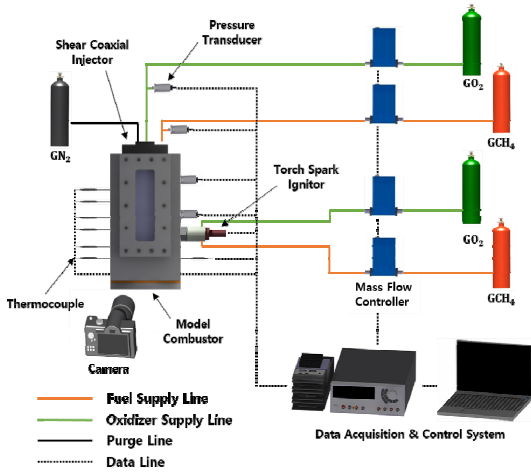 Pressure
Transducer
Shear Coaxial
Injector
GO₂
GN₂
GCH₄
Torch Spark
Ignitor
GO₂
Thermocouple
Mass Flow
Controller
GCH₄
Model
Combustor
Camera
Fuel Supply Line
Oxidizer Supply Line
Purge Line
Data Line
Data Acquisition & Control System